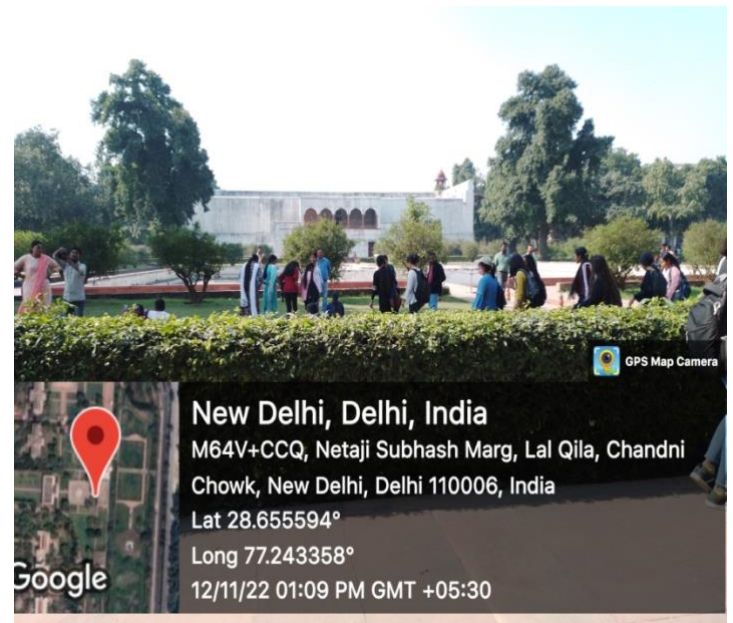 GPS Map Camera
New Delhi, Delhi, India
M64V+CCQ, Netaji Subhash Marg, Lal Qila, Chandni
Chowk, New Delhi, Delhi 110006, India
Lat 28.655594°
Long 77.243358°
12/11/22 01:09 PM GMT +05:30
Google